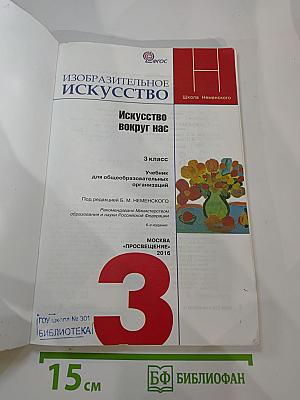 ФГОС
ИЗОБРАЗИТЕЛЬНОЕ
ИСКУССТВО
Н
Школа Неменского
Искусство
вокруг нас
3 класс
Учебник
для общеобразовательных
организаций
Под редакцией Б. М. НЕМЕНСКОГО
Рекомендовано Министерством
образования и науки Российской Федерации
6-е издание
МОСКВА
«ПРОСВЕЩЕНИЕ»
2016
3
ГОУ школа № 301
БИБЛИОТЕКА
15 см
БФ БИБЛИОФАН